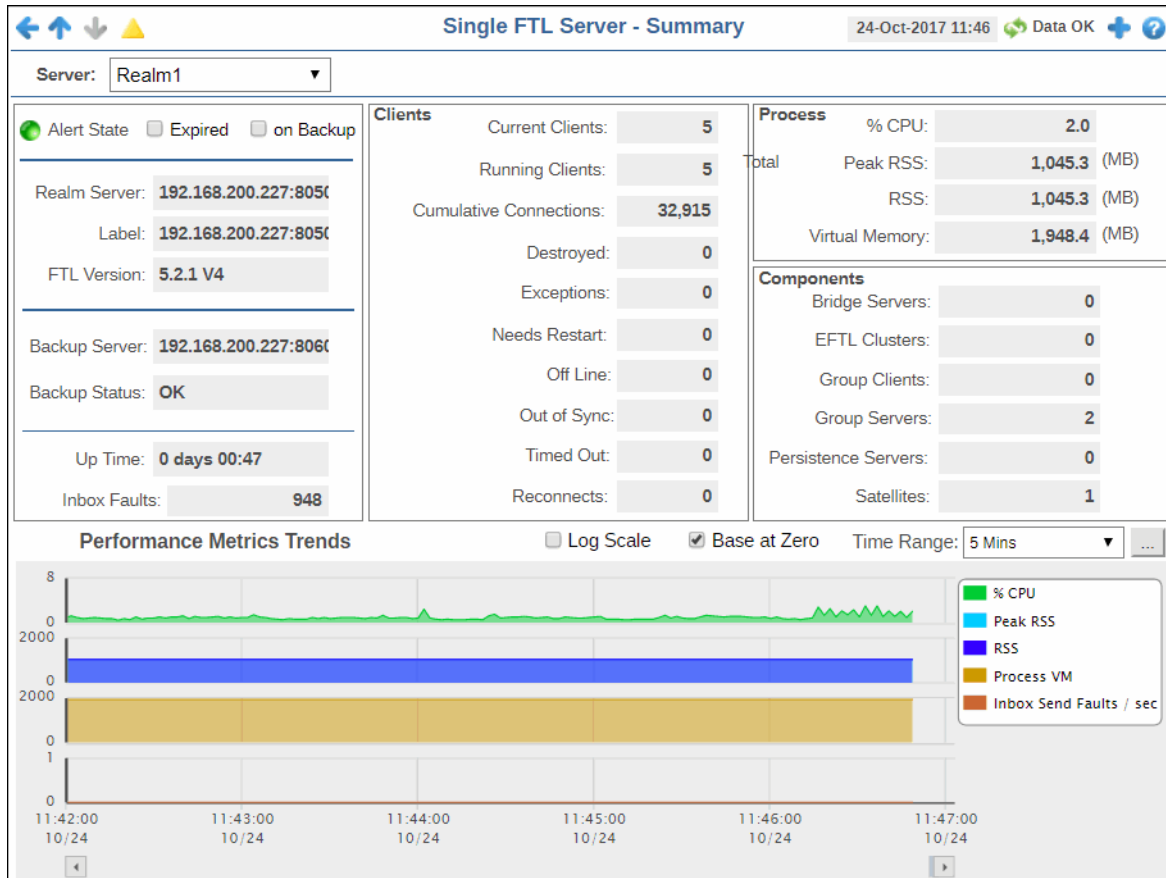 Single FTL Server - Summary
24-Oct-2017 11:46
Data OK
Server: Realm1
Alert State
Expired
on Backup
Realm Server: 192.168.200.227:8050
Label: 192.168.200.227:8050
FTL Version: 5.2.1 V4
Backup Server: 192.168.200.227:8060
Backup Status: OK
Up Time: 0 days 00:47
Inbox Faults: 948
Clients
Current Clients: 5
Running Clients: 5
Cumulative Connections: 32,915
Destroyed: 0
Exceptions: 0
Needs Restart: 0
Off Line: 0
Out of Sync: 0
Timed Out: 0
Reconnects: 0
Process
% CPU: 2.0
Total Peak RSS: 1,045.3 (MB)
RSS: 1,045.3 (MB)
Virtual Memory: 1,948.4 (MB)
Components
Bridge Servers: 0
EFTL Clusters: 0
Group Clients: 0
Group Servers: 2
Persistence Servers: 0
Satellites: 1
Performance Metrics Trends
Log Scale
Base at Zero
Time Range: 5 Mins
...
8
0
2000
0
2000
0
1
0
11:42:00 11:43:00 11:44:00 11:45:00 11:46:00 11:47:00
10/24 10/24 10/24 10/24 10/24 10/24
% CPU
Peak RSS
RSS
Process VM
Inbox Send Faults / sec